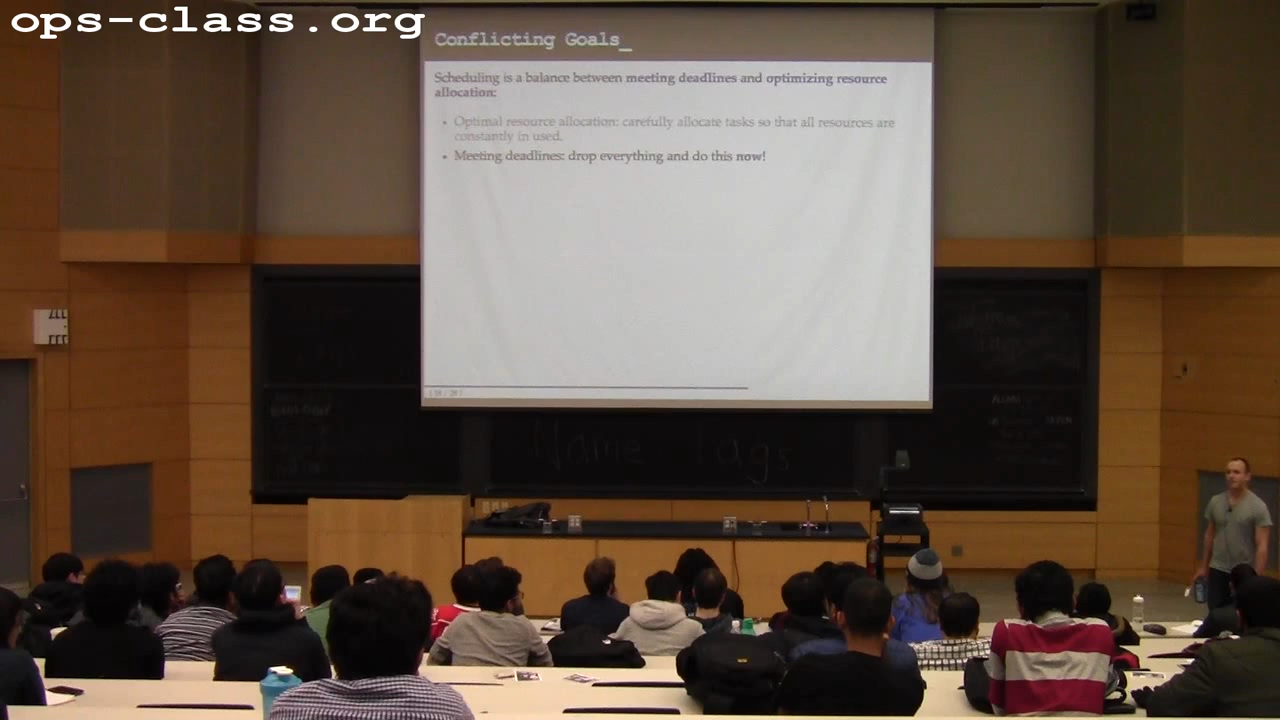 ops-class.org
Conflicting Goals_
Scheduling is a balance between meeting deadlines and optimizing resource
allocation:
• Optimal resource allocation: carefully allocate tasks so that all resources are
constantly in used.
• Meeting deadlines: drop everything and do this now!
Name Tags